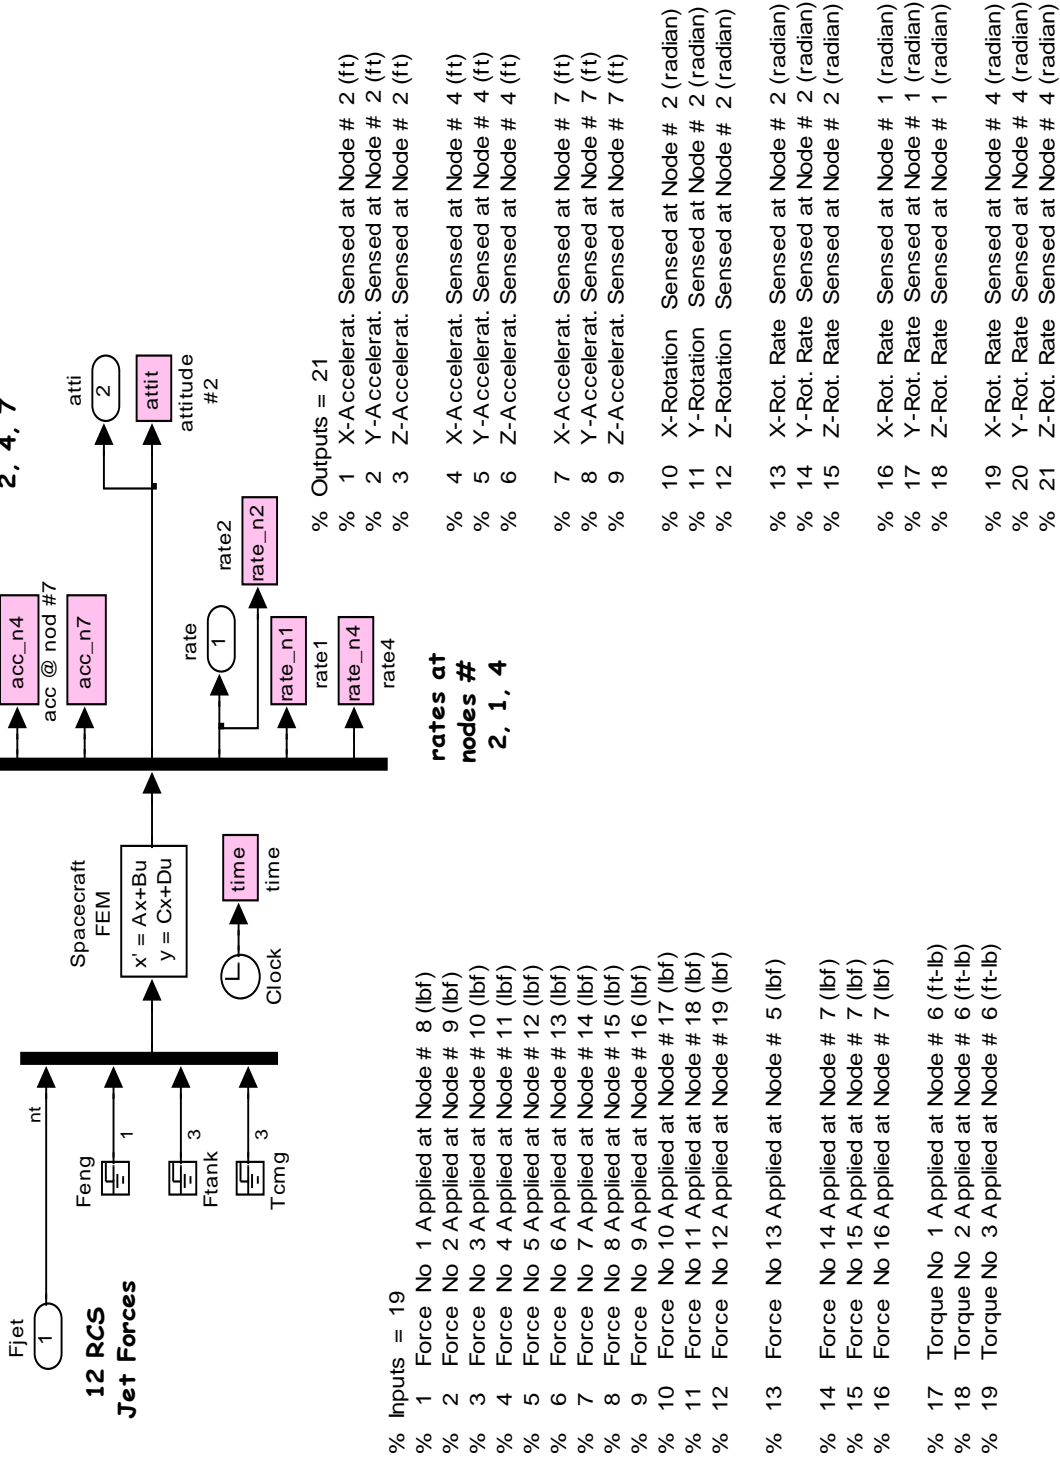 2, 4, 7
acc_n4
acc @ nod #7
acc_n7
atti
2
attit
attitude
#2
rate
1
rate2
rate_n2
rate_n1
rate1
rate_n4
rate4
rates at
nodes #
2, 1, 4
Spacecraft
FEM
x' = Ax+Bu
y = Cx+Du
time
time
Clock
nt
Feng
1
Ftank
3
Tcmg
3
Fjet
1
12 RCS
Jet Forces
% Inputs = 19
% 1 Force No 1 Applied at Node # 8 (lbf)
% 2 Force No 2 Applied at Node # 9 (lbf)
% 3 Force No 3 Applied at Node # 10 (lbf)
% 4 Force No 4 Applied at Node # 11 (lbf)
% 5 Force No 5 Applied at Node # 12 (lbf)
% 6 Force No 6 Applied at Node # 13 (lbf)
% 7 Force No 7 Applied at Node # 14 (lbf)
% 8 Force No 8 Applied at Node # 15 (lbf)
% 9 Force No 9 Applied at Node # 16 (lbf)
% 10 Force No 10 Applied at Node # 17 (lbf)
% 11 Force No 11 Applied at Node # 18 (lbf)
% 12 Force No 12 Applied at Node # 19 (lbf)
% 13 Force No 13 Applied at Node # 5 (lbf)
% 14 Force No 14 Applied at Node # 7 (lbf)
% 15 Force No 15 Applied at Node # 7 (lbf)
% 16 Force No 16 Applied at Node # 7 (lbf)
% 17 Torque No 1 Applied at Node # 6 (ft-lb)
% 18 Torque No 2 Applied at Node # 6 (ft-lb)
% 19 Torque No 3 Applied at Node # 6 (ft-lb)
% Outputs = 21
% 1 X-Accelerat. Sensed at Node # 2 (ft)
% 2 Y-Accelerat. Sensed at Node # 2 (ft)
% 3 Z-Accelerat. Sensed at Node # 2 (ft)
% 4 X-Accelerat. Sensed at Node # 4 (ft)
% 5 Y-Accelerat. Sensed at Node # 4 (ft)
% 6 Z-Accelerat. Sensed at Node # 4 (ft)
% 7 X-Accelerat. Sensed at Node # 7 (ft)
% 8 Y-Accelerat. Sensed at Node # 7 (ft)
% 9 Z-Accelerat. Sensed at Node # 7 (ft)
% 10 X-Rotation Sensed at Node # 2 (radian)
% 11 Y-Rotation Sensed at Node # 2 (radian)
% 12 Z-Rotation Sensed at Node # 2 (radian)
% 13 X-Rot. Rate Sensed at Node # 2 (radian)
% 14 Y-Rot. Rate Sensed at Node # 2 (radian)
% 15 Z-Rot. Rate Sensed at Node # 2 (radian)
% 16 X-Rot. Rate Sensed at Node # 1 (radian)
% 17 Y-Rot. Rate Sensed at Node # 1 (radian)
% 18 Z-Rot. Rate Sensed at Node # 1 (radian)
% 19 X-Rot. Rate Sensed at Node # 4 (radian)
% 20 Y-Rot. Rate Sensed at Node # 4 (radian)
% 21 Z-Rot. Rate Sensed at Node # 4 (radian)